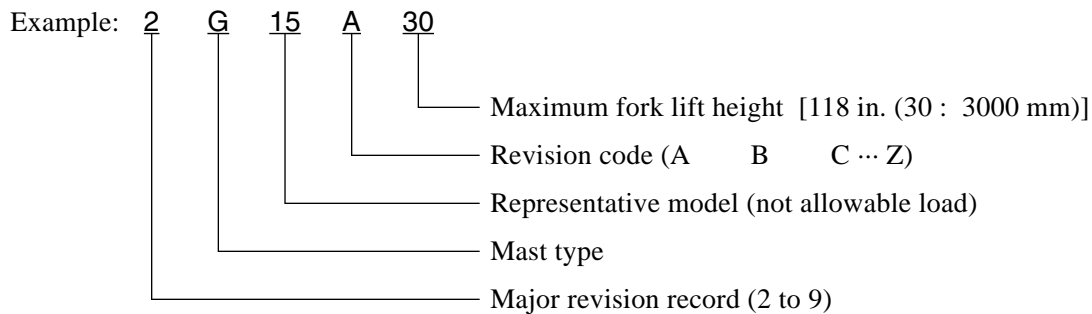 Example: 2 G 15 A 30
Maximum fork lift height [118 in. (30 : 3000 mm)]
Revision code (A B C ··· Z)
Representative model (not allowable load)
Mast type
Major revision record (2 to 9)